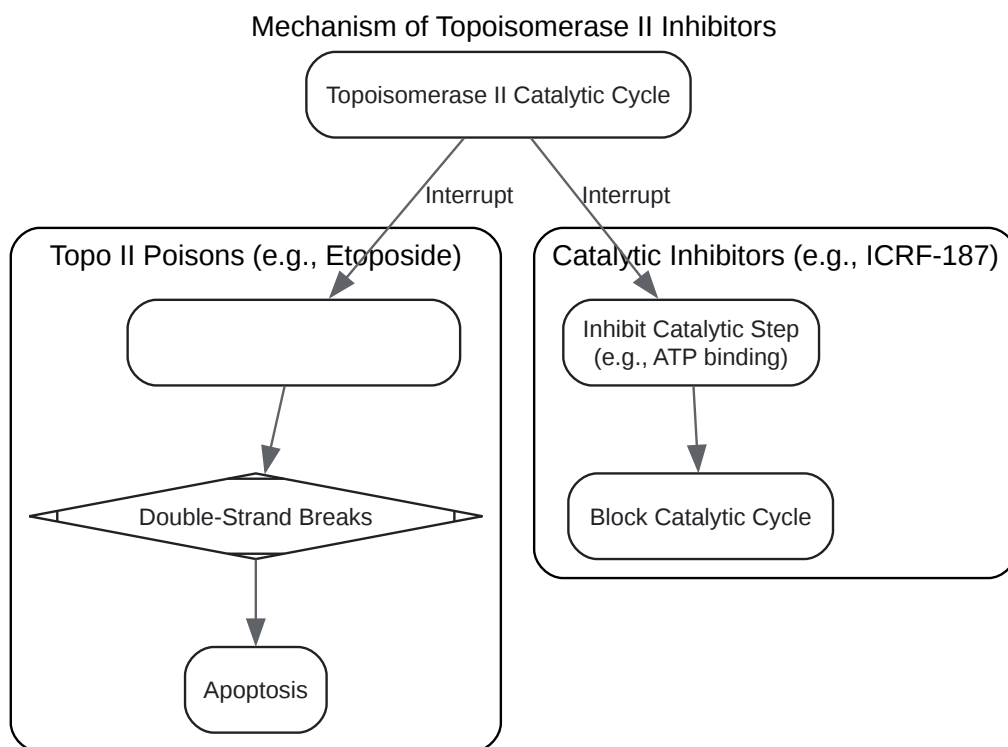 Mechanism of Topoisomerase II Inhibitors
Topoisomerase II Catalytic Cycle
Interrupt
Interrupt
Topo II Poisons (e.g., Etoposide)
Double-Strand Breaks
Apoptosis
Catalytic Inhibitors (e.g., ICRF-187)
Inhibit Catalytic Step
(e.g., ATP binding)
Block Catalytic Cycle